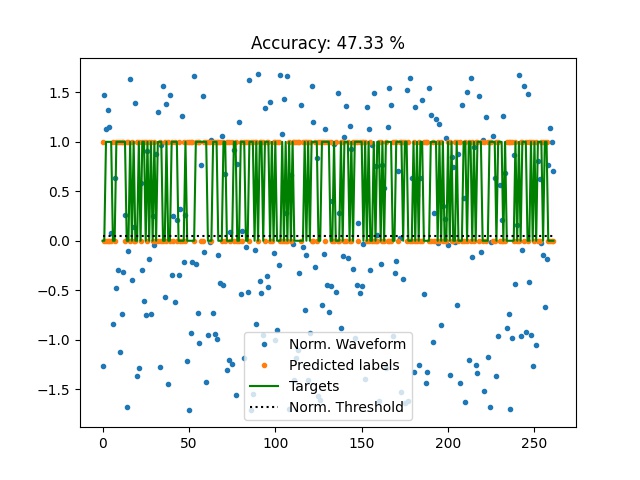 Accuracy: 47.33 %
1.5
1.0
0.5
0.0
−0.5
−1.0
−1.5
Norm. Waveform
Predicted labels
Targets
Norm. Threshold
0 50 100 150 200 250